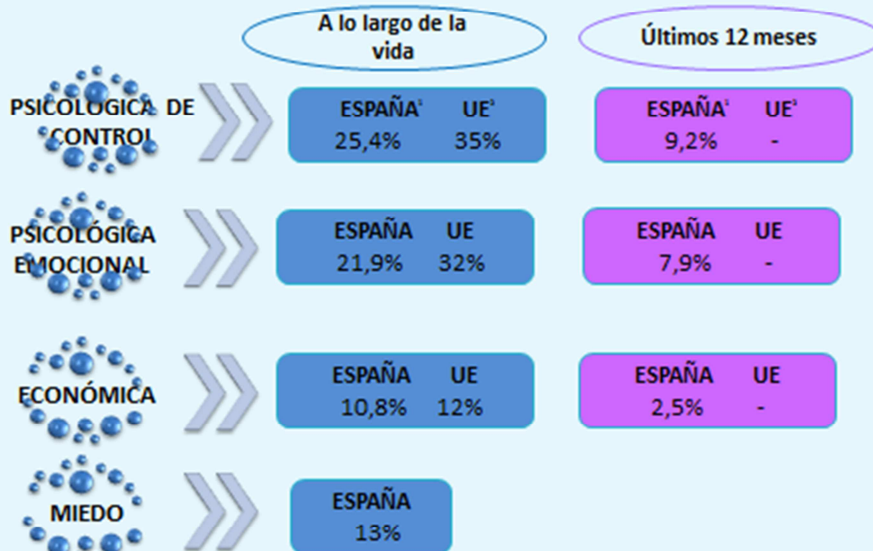 A lo largo de la
vida
Últimos 12 meses
PSICOLÓGICA DE
CONTROL
ESPAÑA¹ UE³
25,4% 35%
ESPAÑA¹ UE³
9,2% -
PSICOLÓGICA
EMOCIONAL
ESPAÑA UE
21,9% 32%
ESPAÑA UE
7,9% -
ECONÓMICA
ESPAÑA UE
10,8% 12%
ESPAÑA UE
2,5% -
MIEDO
ESPAÑA
13%